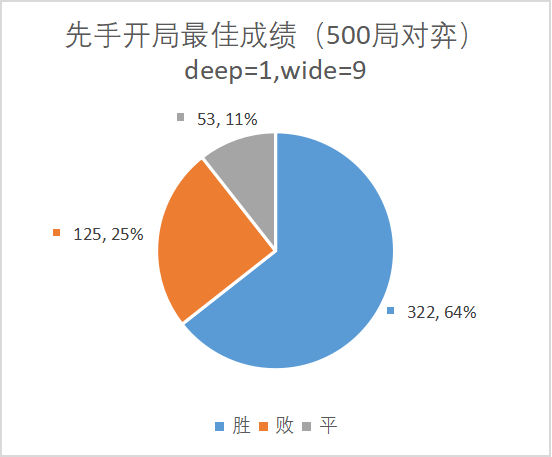 先手开局最佳成绩（500局对弈）
deep=1,wide=9
53, 11%
125, 25%
322, 64%
胜 败 平